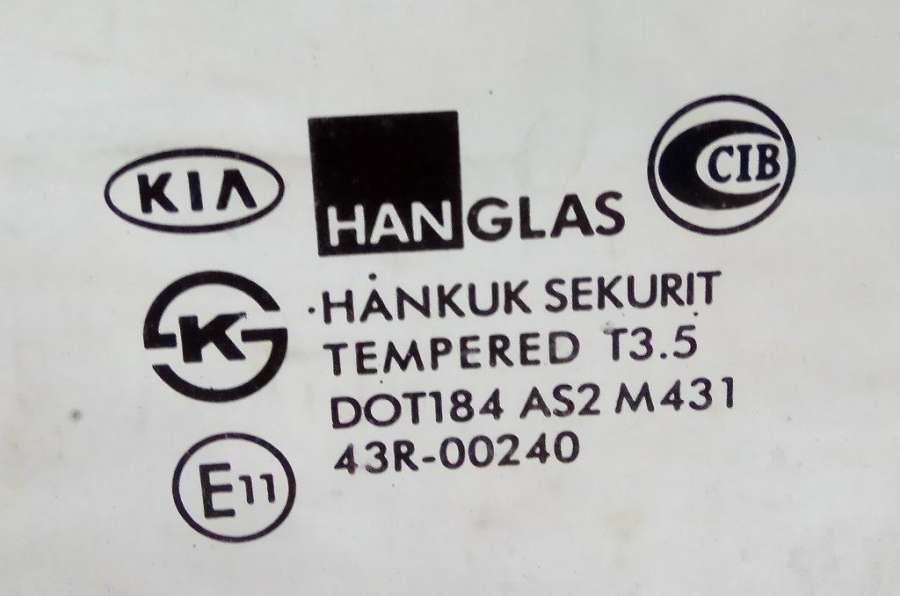 KIA
HANGLAS
CIB
K
HANKUK SEKURIT
TEMPERED T3.5
DOT184 AS2 M431
43R-00240
E11